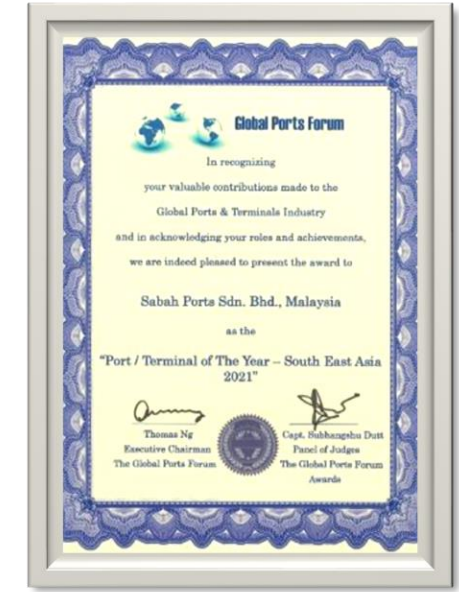 Global Ports Forum
In recognizing
your valuable contributions made to the
Global Ports & Terminals Industry
and in acknowledging your roles and achievements,
we are indeed pleased to present the award to
Sabah Ports Sdn. Bhd., Malaysia
as the
"Port / Terminal of The Year – South East Asia
2021"
Thomas Ng
Executive Chairman
The Global Ports Forum
Capt. Subhangshu Dutt
Panel of Judges
The Global Ports Forum
Awards